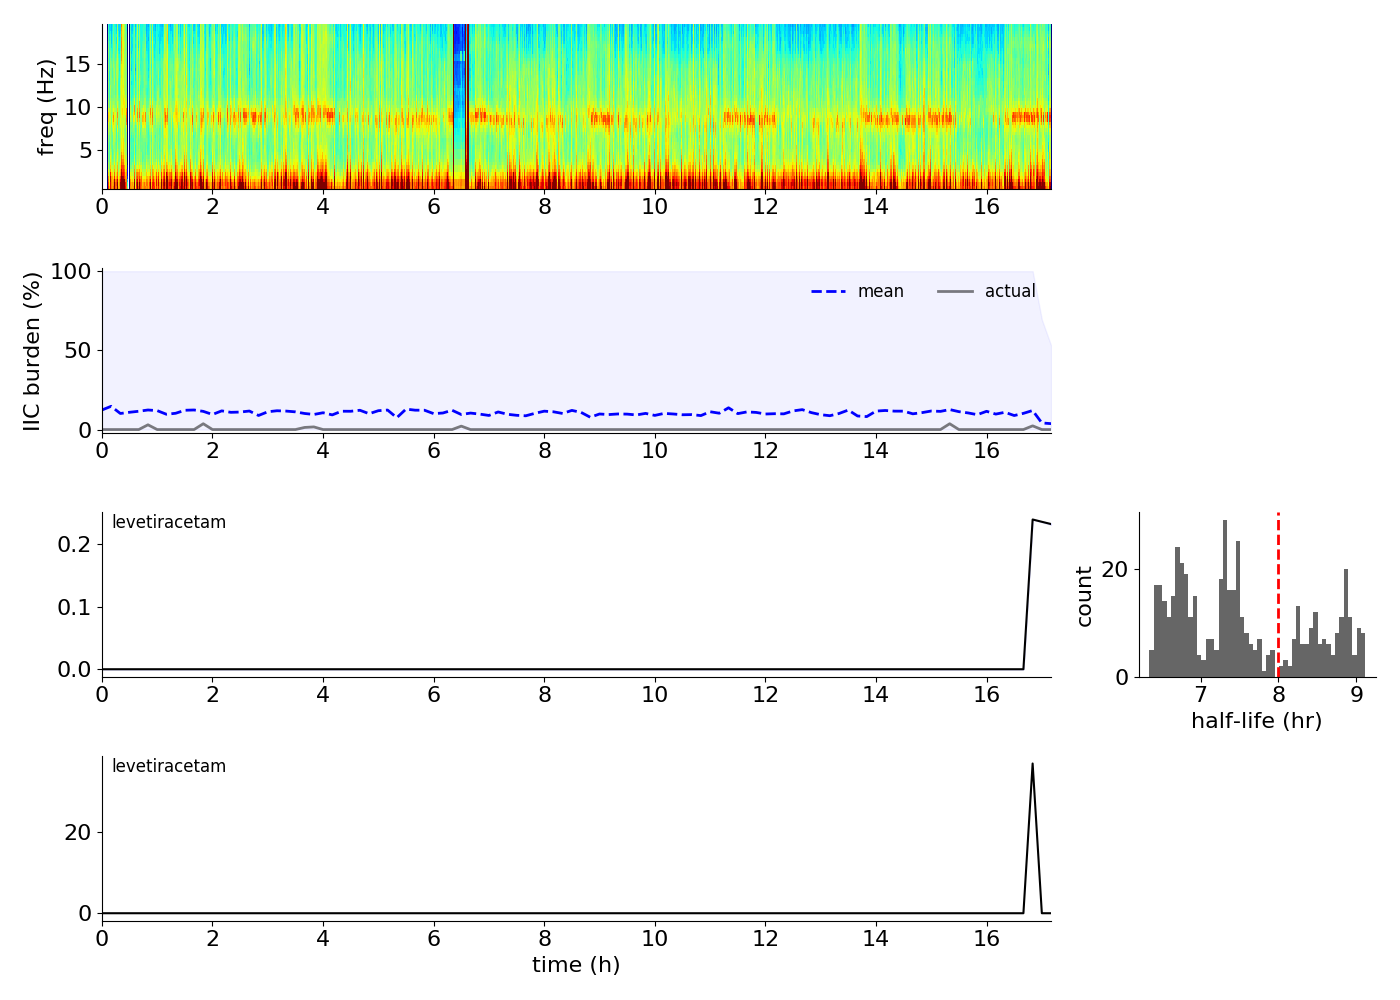 freq (Hz)
15
10
5
0 2 4 6 8 10 12 14 16
IIC burden (%)
100
50
0
mean actual
0 2 4 6 8 10 12 14 16
levetiracetam
0.2
0.1
0.0
0 2 4 6 8 10 12 14 16
count
20
0
7 8 9
half-life (hr)
levetiracetam
20
0
0 2 4 6 8 10 12 14 16
time (h)